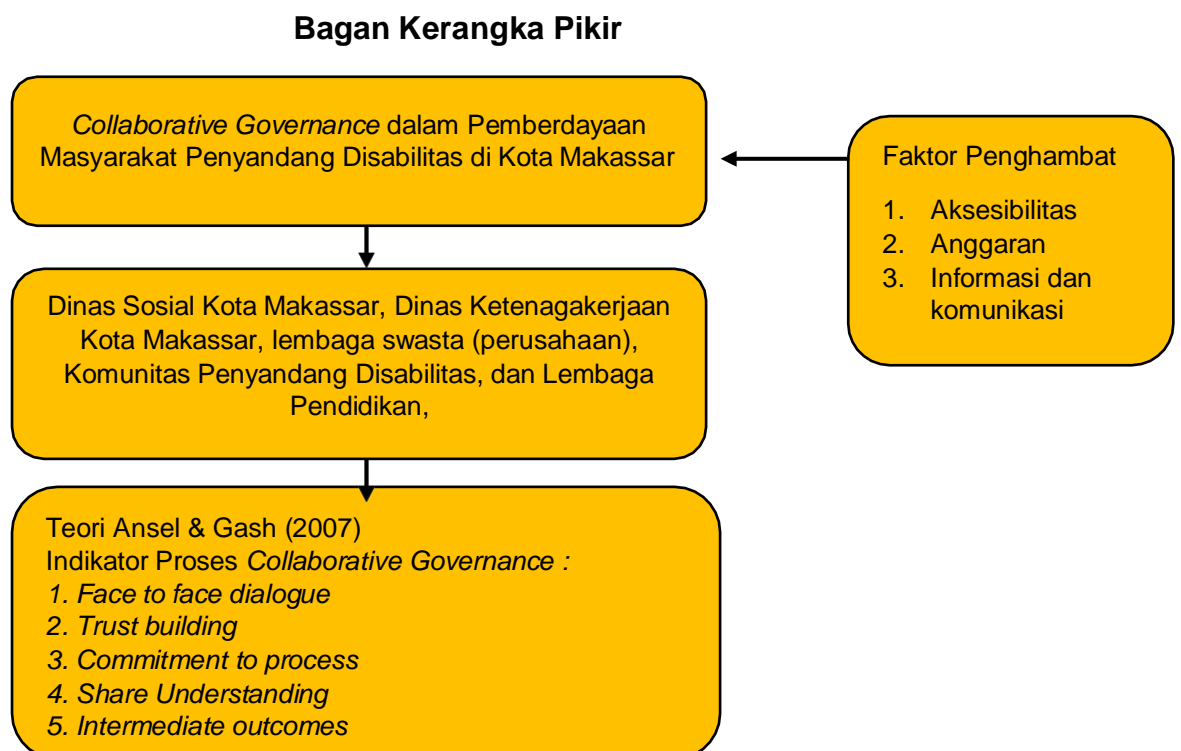 Bagan Kerangka Pikir
Collaborative Governance dalam Pemberdayaan
Masyarakat Penyandang Disabilitas di Kota Makassar
Faktor Penghambat
1. Aksesibilitas
2. Anggaran
3. Informasi dan
komunikasi
Dinas Sosial Kota Makassar, Dinas Ketenagakerjaan
Kota Makassar, lembaga swasta (perusahaan),
Komunitas Penyandang Disabilitas, dan Lembaga
Pendidikan,
Teori Ansel & Gash (2007)
Indikator Proses Collaborative Governance :
1. Face to face dialogue
2. Trust building
3. Commitment to process
4. Share Understanding
5. Intermediate outcomes